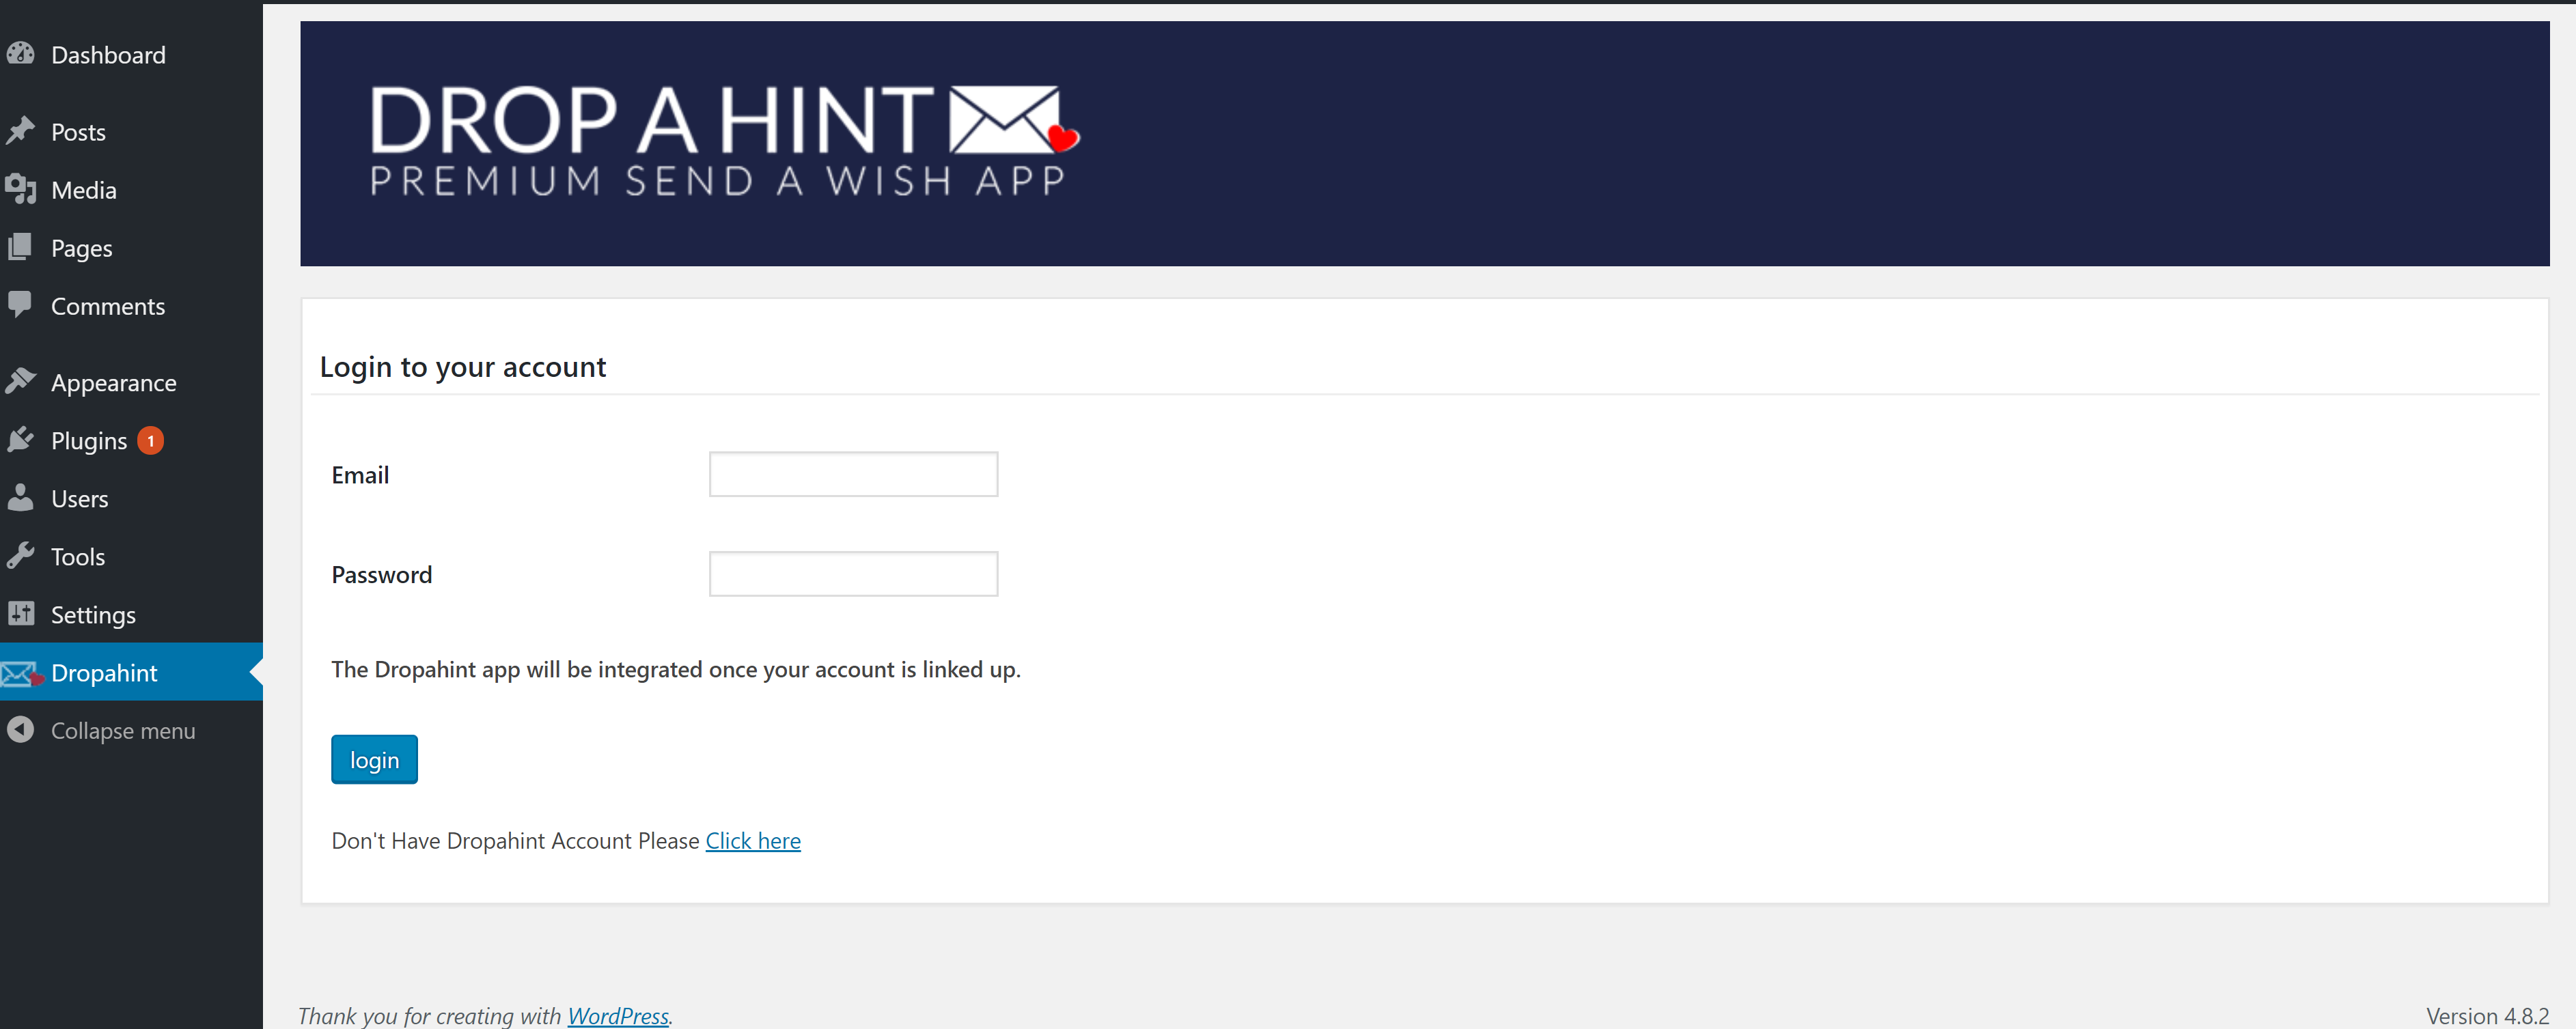 Dashboard
Posts
Media
Pages
Comments
Appearance
Plugins 1
Users
Tools
Settings
Dropahint
Collapse menu
DROP A HINT
PREMIUM SEND A WISH APP
Login to your account
Email
Password
The Dropahint app will be integrated once your account is linked up.
login
Don't Have Dropahint Account Please Click here
Thank you for creating with WordPress.
Version 4.8.2